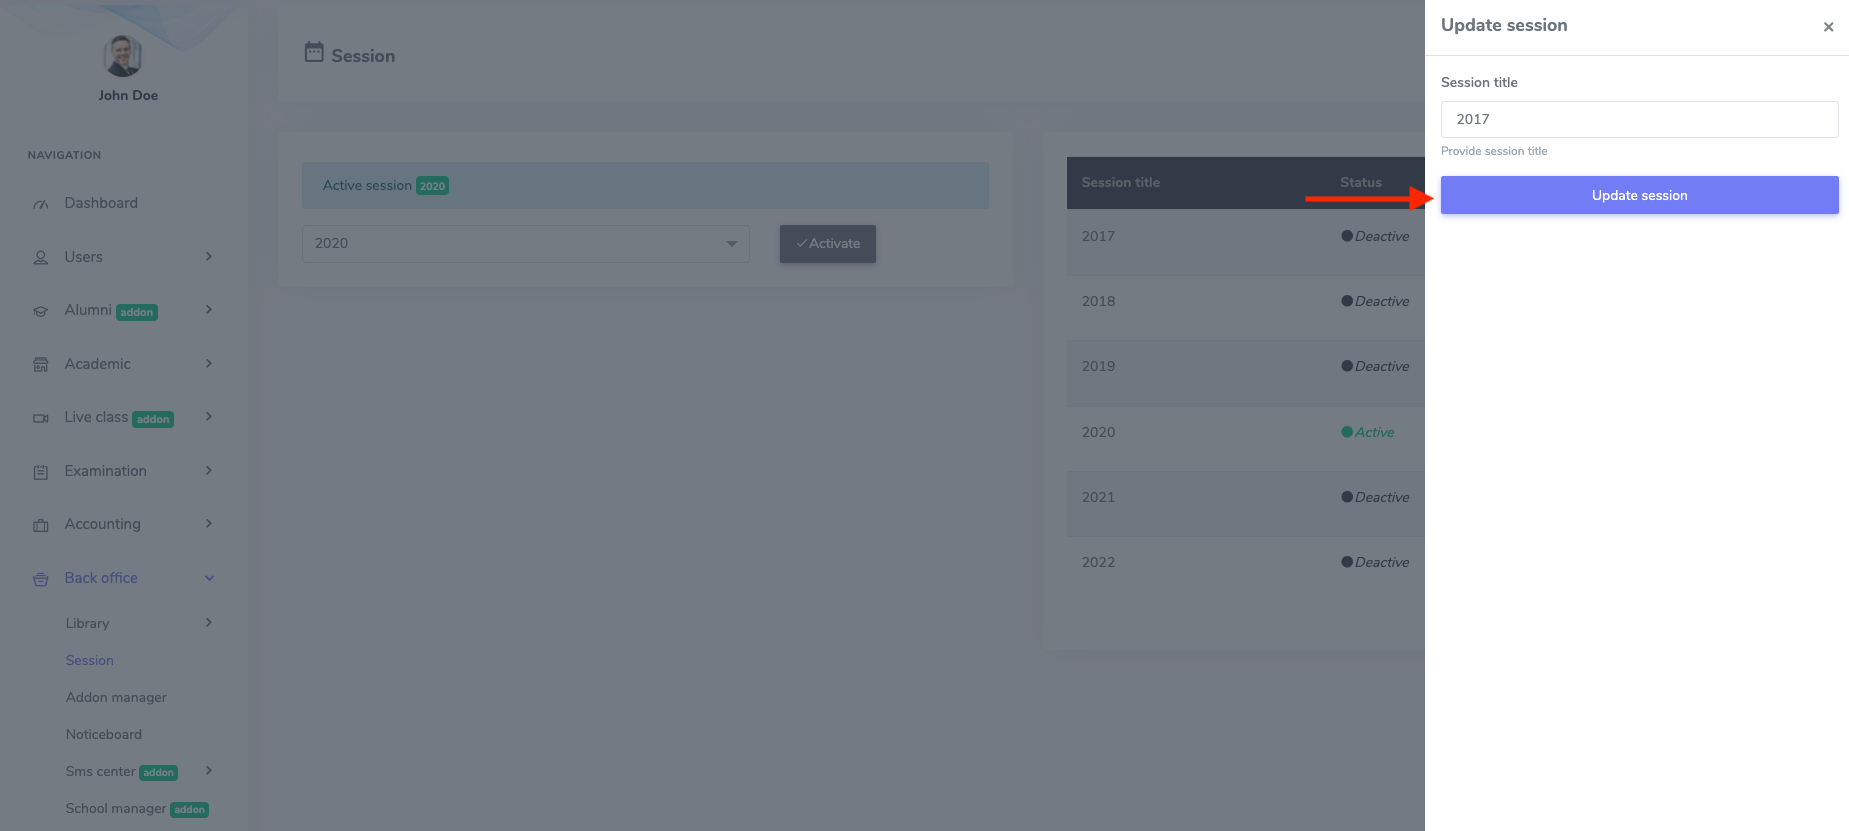 John Doe
NAVIGATION
Dashboard
Users
Alumni addon
Academic
Live class addon
Examination
Accounting
Back office
Library
Session
Addon manager
Noticeboard
Sms center addon
School manager addon
Session
Active session 2020
2020
Activate
Session title Status
2017 Deactive
2018 Deactive
2019 Deactive
2020 Active
2021 Deactive
2022 Deactive
Update session ×
Session title
2017
Provide session title
Update session